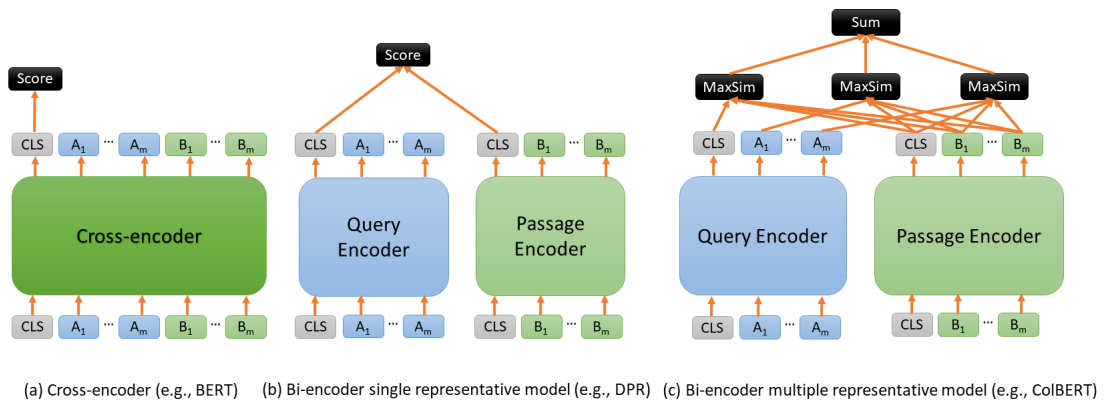 Score
CLS A1 ... Am B1 ... Bm
Cross-encoder
CLS A1 ... Am B1 ... Bm
(a) Cross-encoder (e.g., BERT)
Score
CLS A1 ... Am CLS B1 ... Bm
Query
Encoder
Passage
Encoder
CLS A1 ... Am CLS B1 ... Bm
(b) Bi-encoder single representative model (e.g., DPR)
Sum
MaxSim MaxSim MaxSim
CLS A1 ... Am CLS B1 ... Bm
Query Encoder Passage Encoder
CLS A1 ... Am CLS B1 ... Bm
(c) Bi-encoder multiple representative model (e.g., ColBERT)